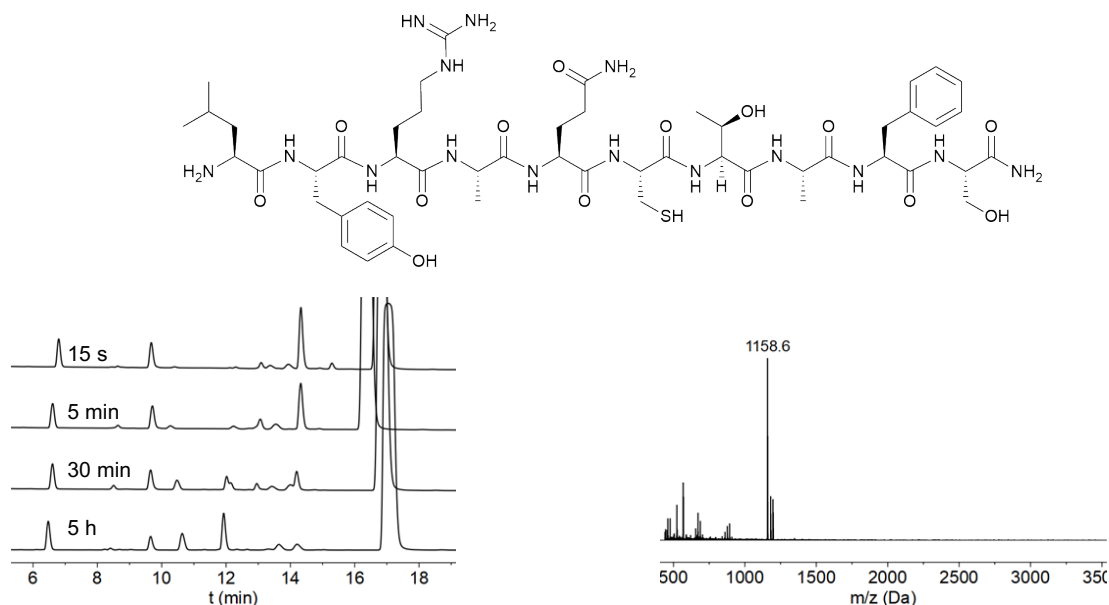 HN NH₂
NH
O NH₂
OH
H O H O H O H O H O
N N N N N
H₂N N N N N NH₂
O H O H O H H O H O
SH
OH
OH
15 s
5 min
30 min
5 h
6 8 10 12 14 16 18
t (min)
1158.6
500 1000 1500 2000 2500 3000 350
m/z (Da)